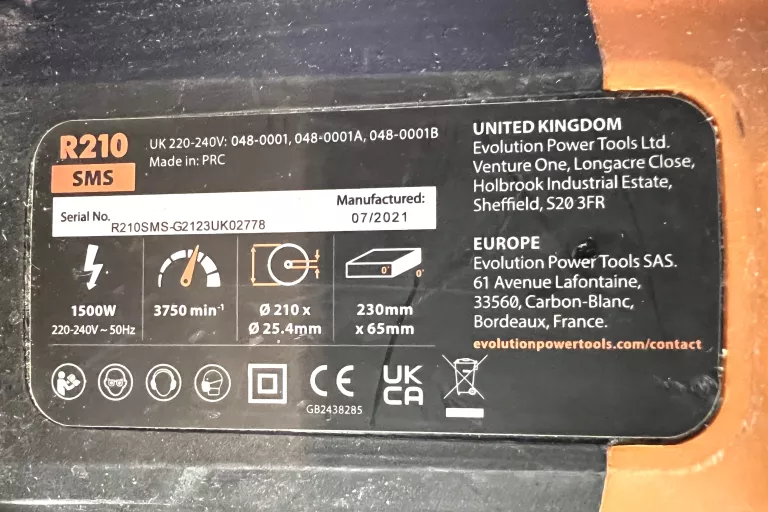 R210
SMS
UK 220-240V: 048-0001, 048-0001A, 048-0001B
Made in: PRC
Serial No.
R210SMS-G2123UK02778
Manufactured:
07/2021
1500W
220-240V ~ 50Hz
3750 min⁻¹
Ø 210 x
Ø 25.4mm
0° 0°
230mm
x 65mm
CE
GB2438285
UK
CA
UNITED KINGDOM
Evolution Power Tools Ltd.
Venture One, Longacre Close,
Holbrook Industrial Estate,
Sheffield, S20 3FR
EUROPE
Evolution Power Tools SAS.
61 Avenue Lafontaine,
33560, Carbon-Blanc,
Bordeaux, France.
evolutionpowertools.com/contact